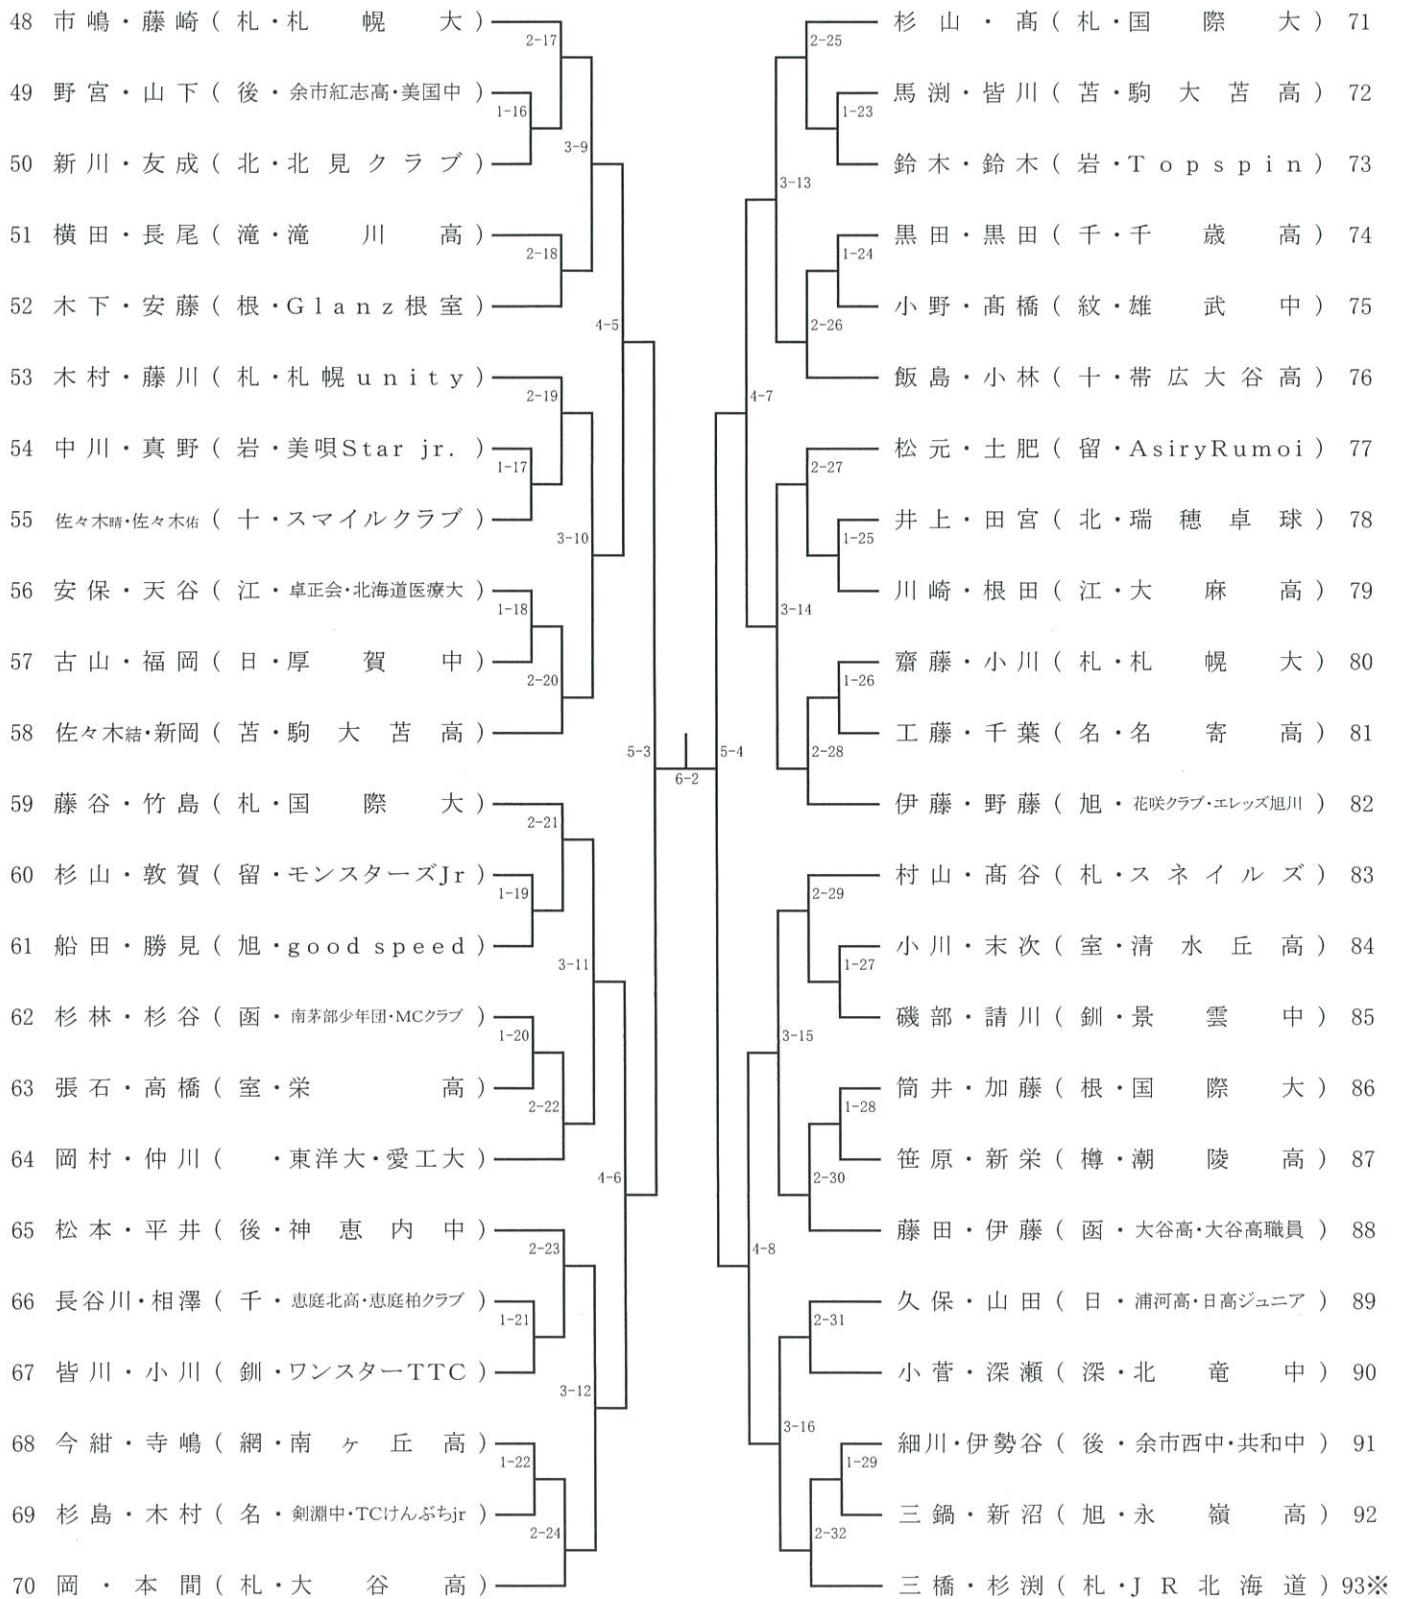 48 市嶋・藤崎(札・札幌大)
2-17
49 野宮・山下(後・余市紅志高・美国中)
1-16
3-9
50 新川・友成(北・北見クラブ)
51 横田・長尾(滝・滝川高)
2-18
52 木下・安藤(根・Glanz根室)
4-5
53 木村・藤川(札・札幌unity)
2-19
54 中川・真野(岩・美唄Star jr.)
1-17
55 佐々木晴・佐々木佑(十・スマイルクラブ)
3-10
56 安保・天谷(江・卓正会・北海道医療大)
1-18
57 古山・福岡(日・厚賀中)
2-20
58 佐々木結・新岡(苫・駒大苫高)
5-3
59 藤谷・竹島(札・国際大)
2-21
60 杉山・敦賀(留・モンスターズJr)
1-19
61 船田・勝見(旭・good speed)
3-11
62 杉林・杉谷(函・南茅部少年団・MCクラブ)
1-20
63 張石・高橋(室・栄高)
2-22
64 岡村・仲川( ・東洋大・愛工大)
4-6
65 松本・平井(後・神恵内中)
2-23
66 長谷川・相澤(千・恵庭北高・恵庭柏クラブ)
1-21
67 皆川・小川(釧・ワンスターTTC)
3-12
68 今紺・寺嶋(網・南ヶ丘高)
1-22
69 杉島・木村(名・剣淵中・TCけんぶちjr)
2-24
70 岡・本間(札・大谷高)
6-2
杉山・髙(札・国際大) 71
2-25
馬渕・皆川(苫・駒大苫高) 72
1-23
鈴木・鈴木(岩・Topspin) 73
3-13
黒田・黒田(千・千歳高) 74
1-24
小野・髙橋(紋・雄武中) 75
2-26
飯島・小林(十・帯広大谷高) 76
4-7
松元・土肥(留・AsiryRumoi) 77
2-27
井上・田宮(北・瑞穂卓球) 78
1-25
川崎・根田(江・大麻高) 79
3-14
齋藤・小川(札・札幌大) 80
1-26
工藤・千葉(名・名寄高) 81
5-4
2-28
伊藤・野藤(旭・花咲クラブ・エレッズ旭川) 82
村山・髙谷(札・スネイルズ) 83
2-29
小川・末次(室・清水丘高) 84
1-27
磯部・請川(釧・景雲中) 85
3-15
筒井・加藤(根・国際大) 86
1-28
笹原・新栄(樽・潮陵高) 87
2-30
藤田・伊藤(函・大谷高・大谷高職員) 88
4-8
久保・山田(日・浦河高・日高ジュニア) 89
2-31
小菅・深瀬(深・北竜中) 90
3-16
細川・伊勢谷(後・余市西中・共和中) 91
1-29
三鍋・新沼(旭・永嶺高) 92
2-32
三橋・杉渕(札・JR北海道) 93※